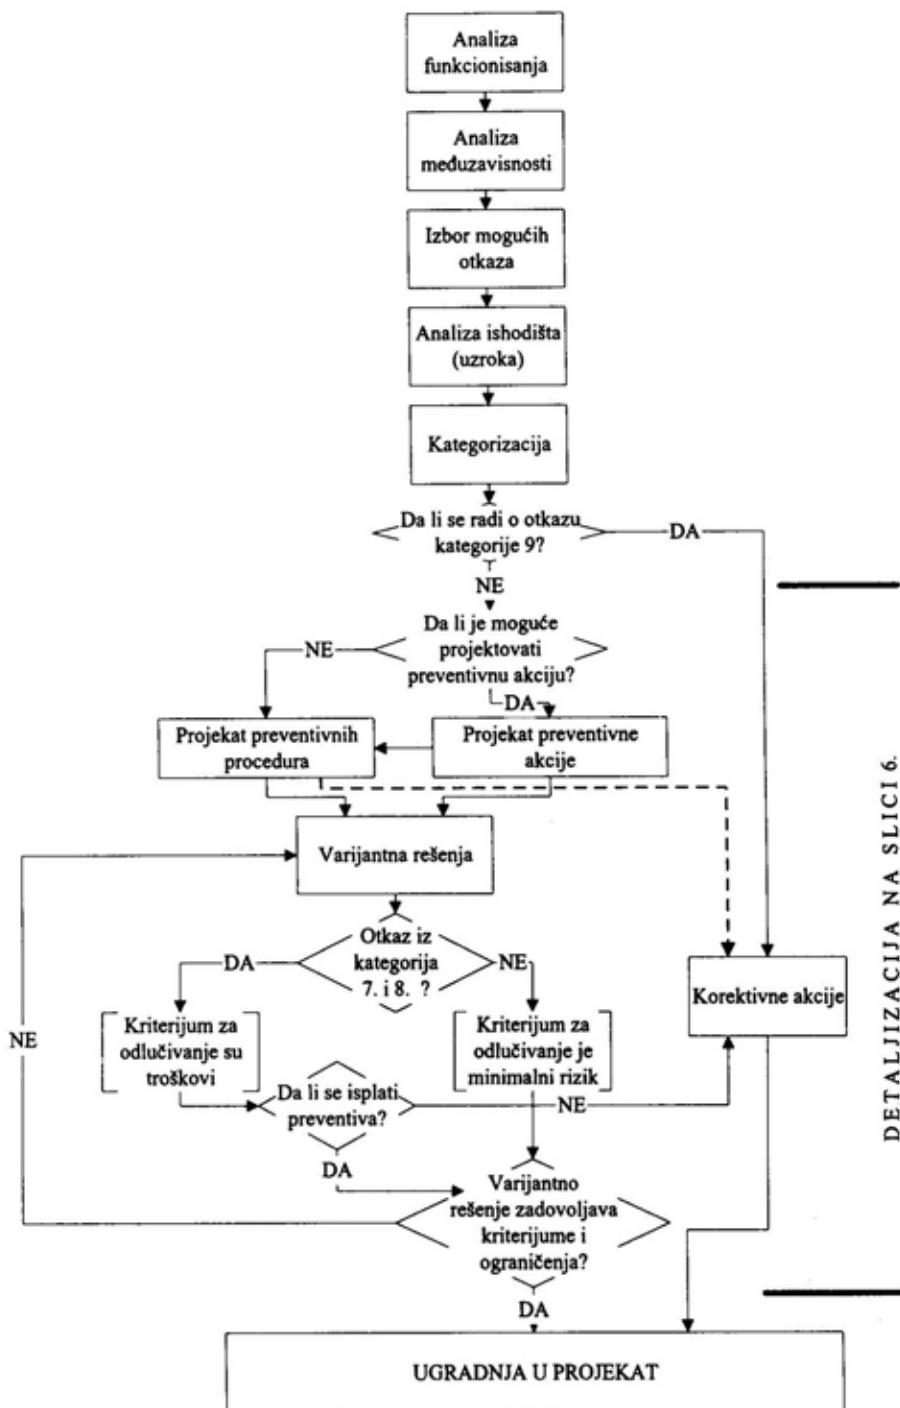 Analiza
funkcionisanja
Analiza
međuzavisnosti
Izbor mogućih
otkaza
Analiza ishodišta
(uzroka)
Kategorizacija
Da li se radi o otkazu
kategorije 9?
DA
NE
Da li je moguće
projektovati
preventivnu akciju?
NE
DA
Projekat preventivnih
procedura
Projekat preventivne
akcije
Varijantna rešenja
Otkaz iz
kategorija
7. i 8. ?
DA
NE
Kriterijum za
odlučivanje su
troškovi
Kriterijum za
odlučivanje je
minimalni rizik
Korektivne akcije
NE
Da li se isplati
preventiva?
NE
DA
Varijantno
rešenje zadovoljava
kriterijume i
ograničenja?
DA
UGRADNJA U PROJEKAT
DETALJIZACIJA NA SLICI 6.